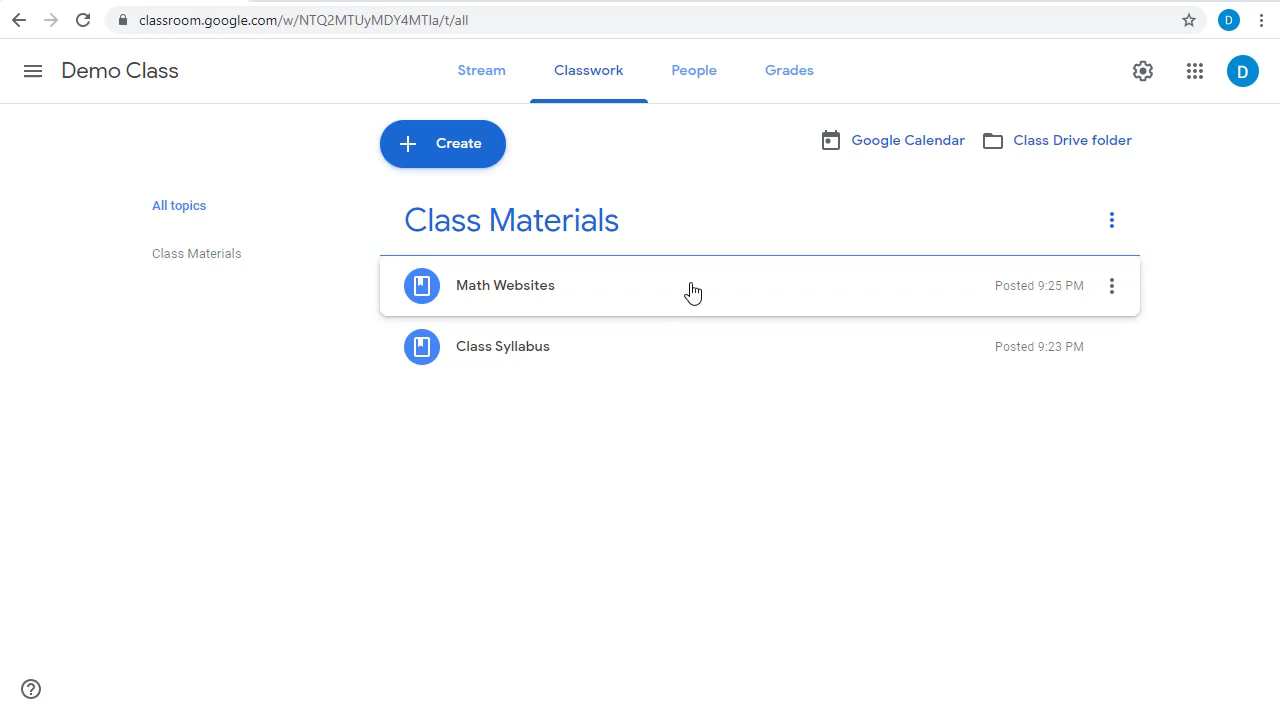 classroom.google.com/w/NTQ2MTUyMDY4MTla/t/all
D
Demo Class
Stream
Classwork
People
Grades
D
Create
Google Calendar
Class Drive folder
All topics
Class Materials
Class Materials
Math Websites
Posted 9:25 PM
Class Syllabus
Posted 9:23 PM